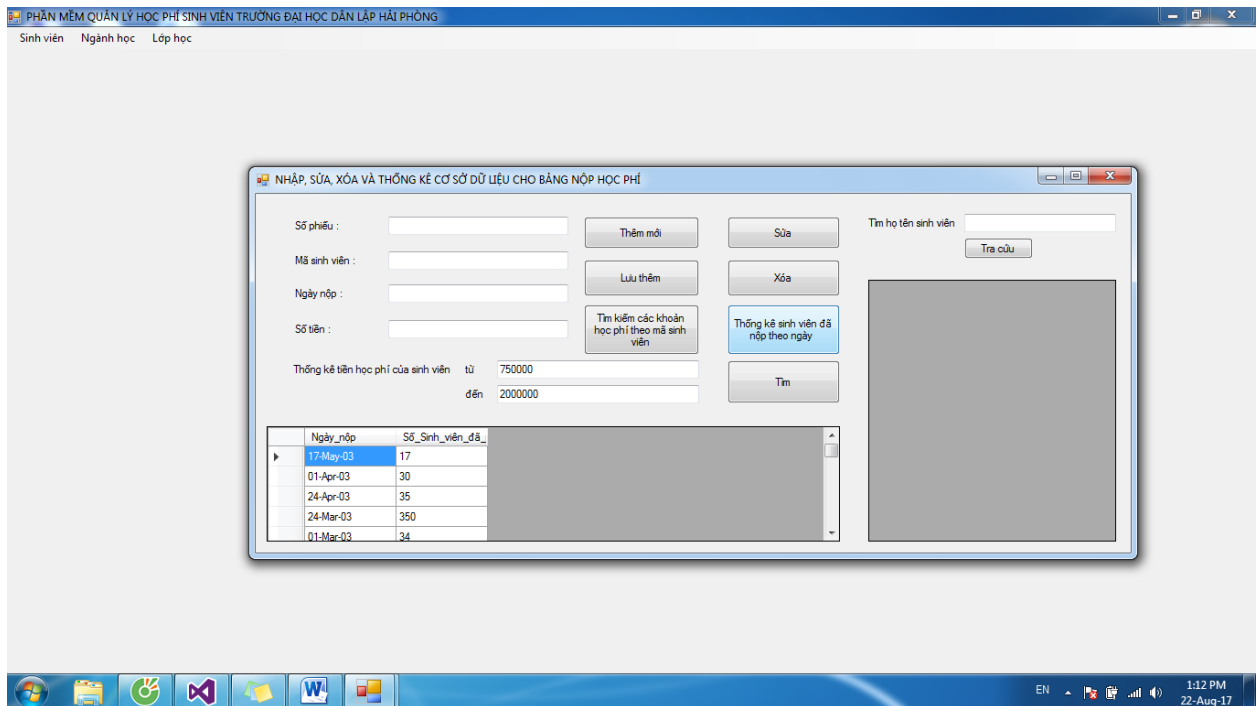 PHẦN MỀM QUẢN LÝ HỌC PHÍ SINH VIÊN TRƯỜNG ĐẠI HỌC DÂN LẬP HẢI PHÒNG
Sinh viên Ngành học Lớp học
NHẬP, SỬA, XÓA VÀ THỐNG KÊ CƠ SỞ DỮ LIỆU CHO BẢNG NỘP HỌC PHÍ
Số phiếu :
Thêm mới
Sửa
Tìm họ tên sinh viên
Tra cứu
Mã sinh viên :
Lưu thêm
Xóa
Ngày nộp :
Tìm kiếm các khoản
học phí theo mã sinh
viên
Thống kê sinh viên đã
nộp theo ngày
Số tiền :
Thống kê tiền học phí của sinh viên từ 750000
Tìm
đến 2000000
Ngày_nộp Số_Sinh_viên_đã_
17-May-03 17
01-Apr-03 30
24-Apr-03 35
24-Mar-03 350
01-Mar-03 34
EN
1:12 PM
22-Aug-17